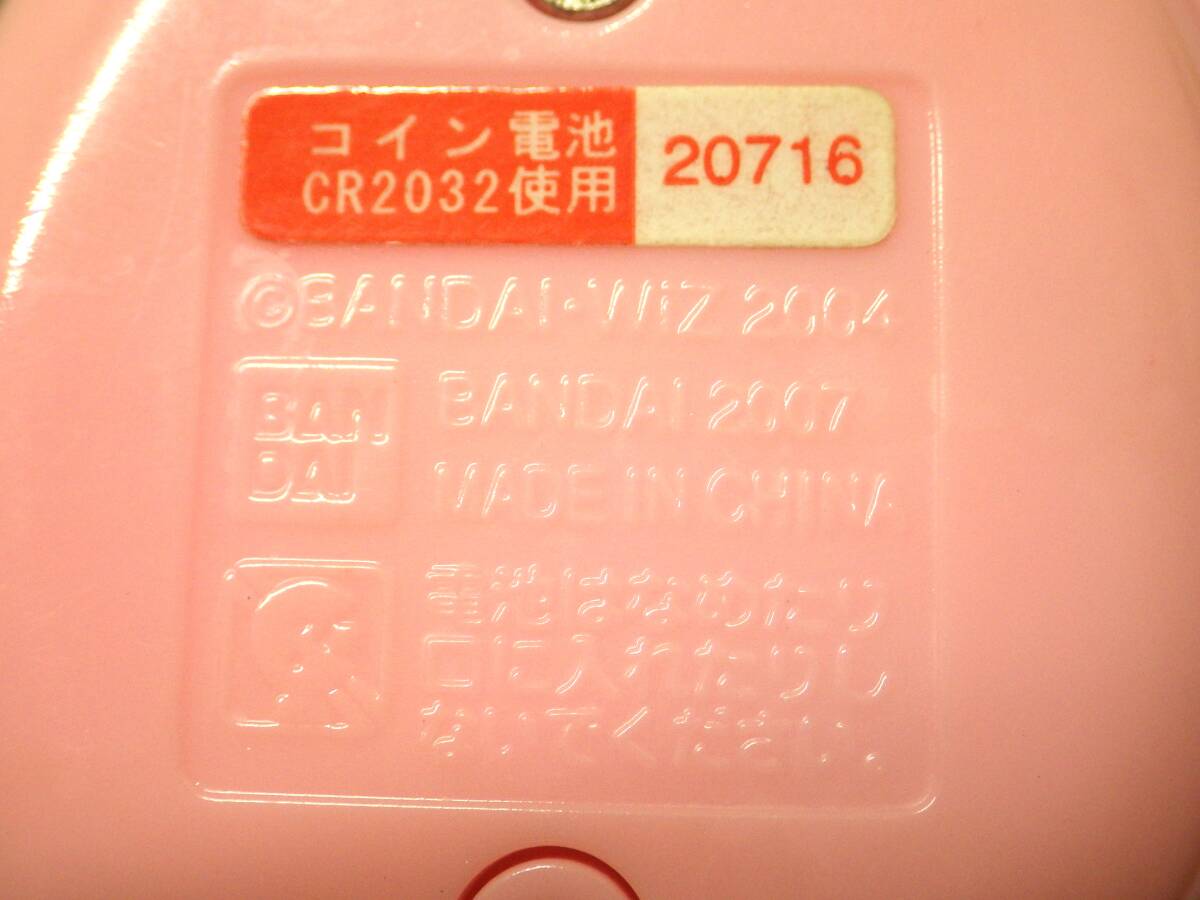 コイン電池
CR2032使用
20716
©BANDAI・WiZ 2004
BAN
DAI
BANDAI 2007
MADE IN CHINA
電池はなめたり
口に入れたりし
ないでください。